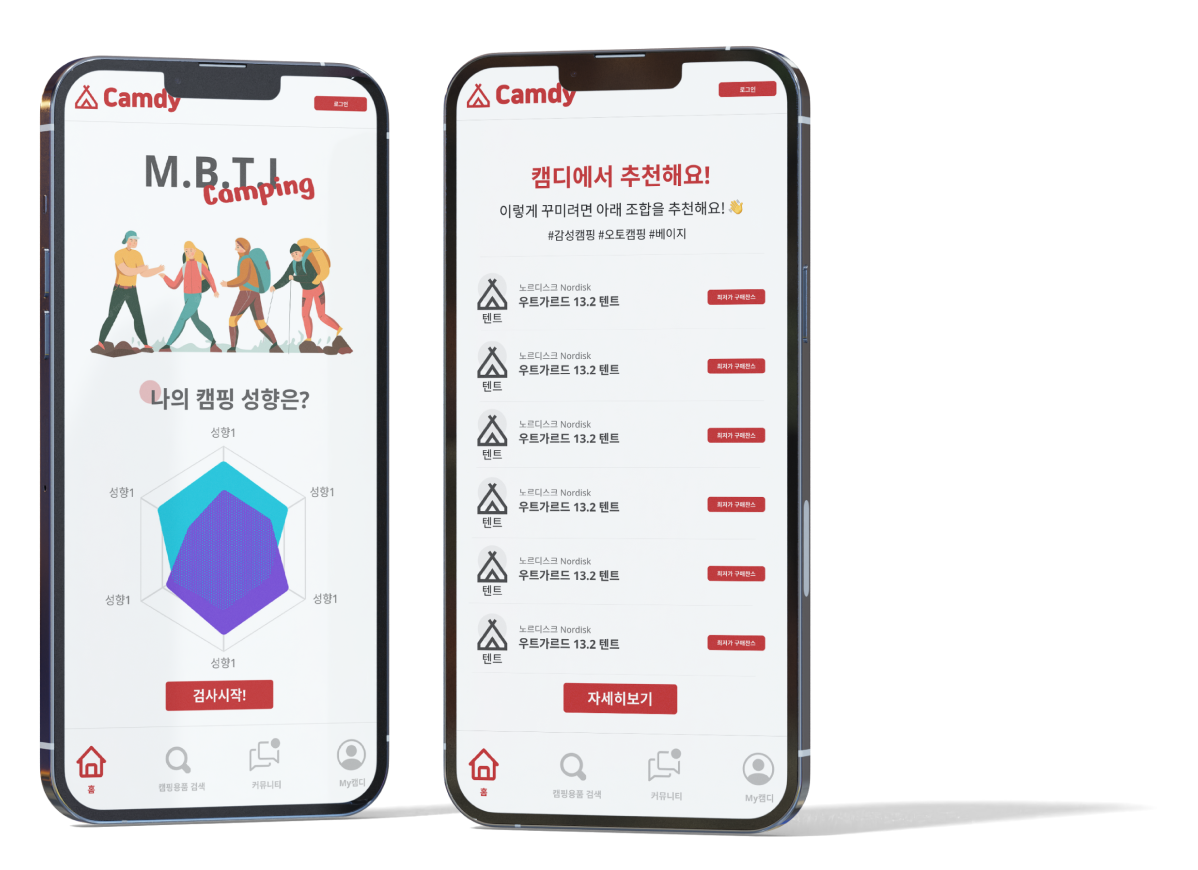 Camdy
로그인
M.B.T.I
Camping
나의 캠핑 성향은?
성향1
성향1
성향1
성향1
성향1
성향1
검사시작!
홈
캠핑용품 검색
커뮤니티
My캠디
Camdy
로그인
캠디에서 추천해요!
이렇게 꾸미려면 아래 조합을 추천해요! 👋
#감성캠핑 #오토캠핑 #베이지
노르디스크 Nordisk
우트가르드 13.2 텐트
텐트
최저가 구매찬스
노르디스크 Nordisk
우트가르드 13.2 텐트
텐트
최저가 구매찬스
노르디스크 Nordisk
우트가르드 13.2 텐트
텐트
최저가 구매찬스
노르디스크 Nordisk
우트가르드 13.2 텐트
텐트
최저가 구매찬스
노르디스크 Nordisk
우트가르드 13.2 텐트
텐트
최저가 구매찬스
노르디스크 Nordisk
우트가르드 13.2 텐트
텐트
최저가 구매찬스
자세히보기
홈
캠핑용품 검색
커뮤니티
My캠디